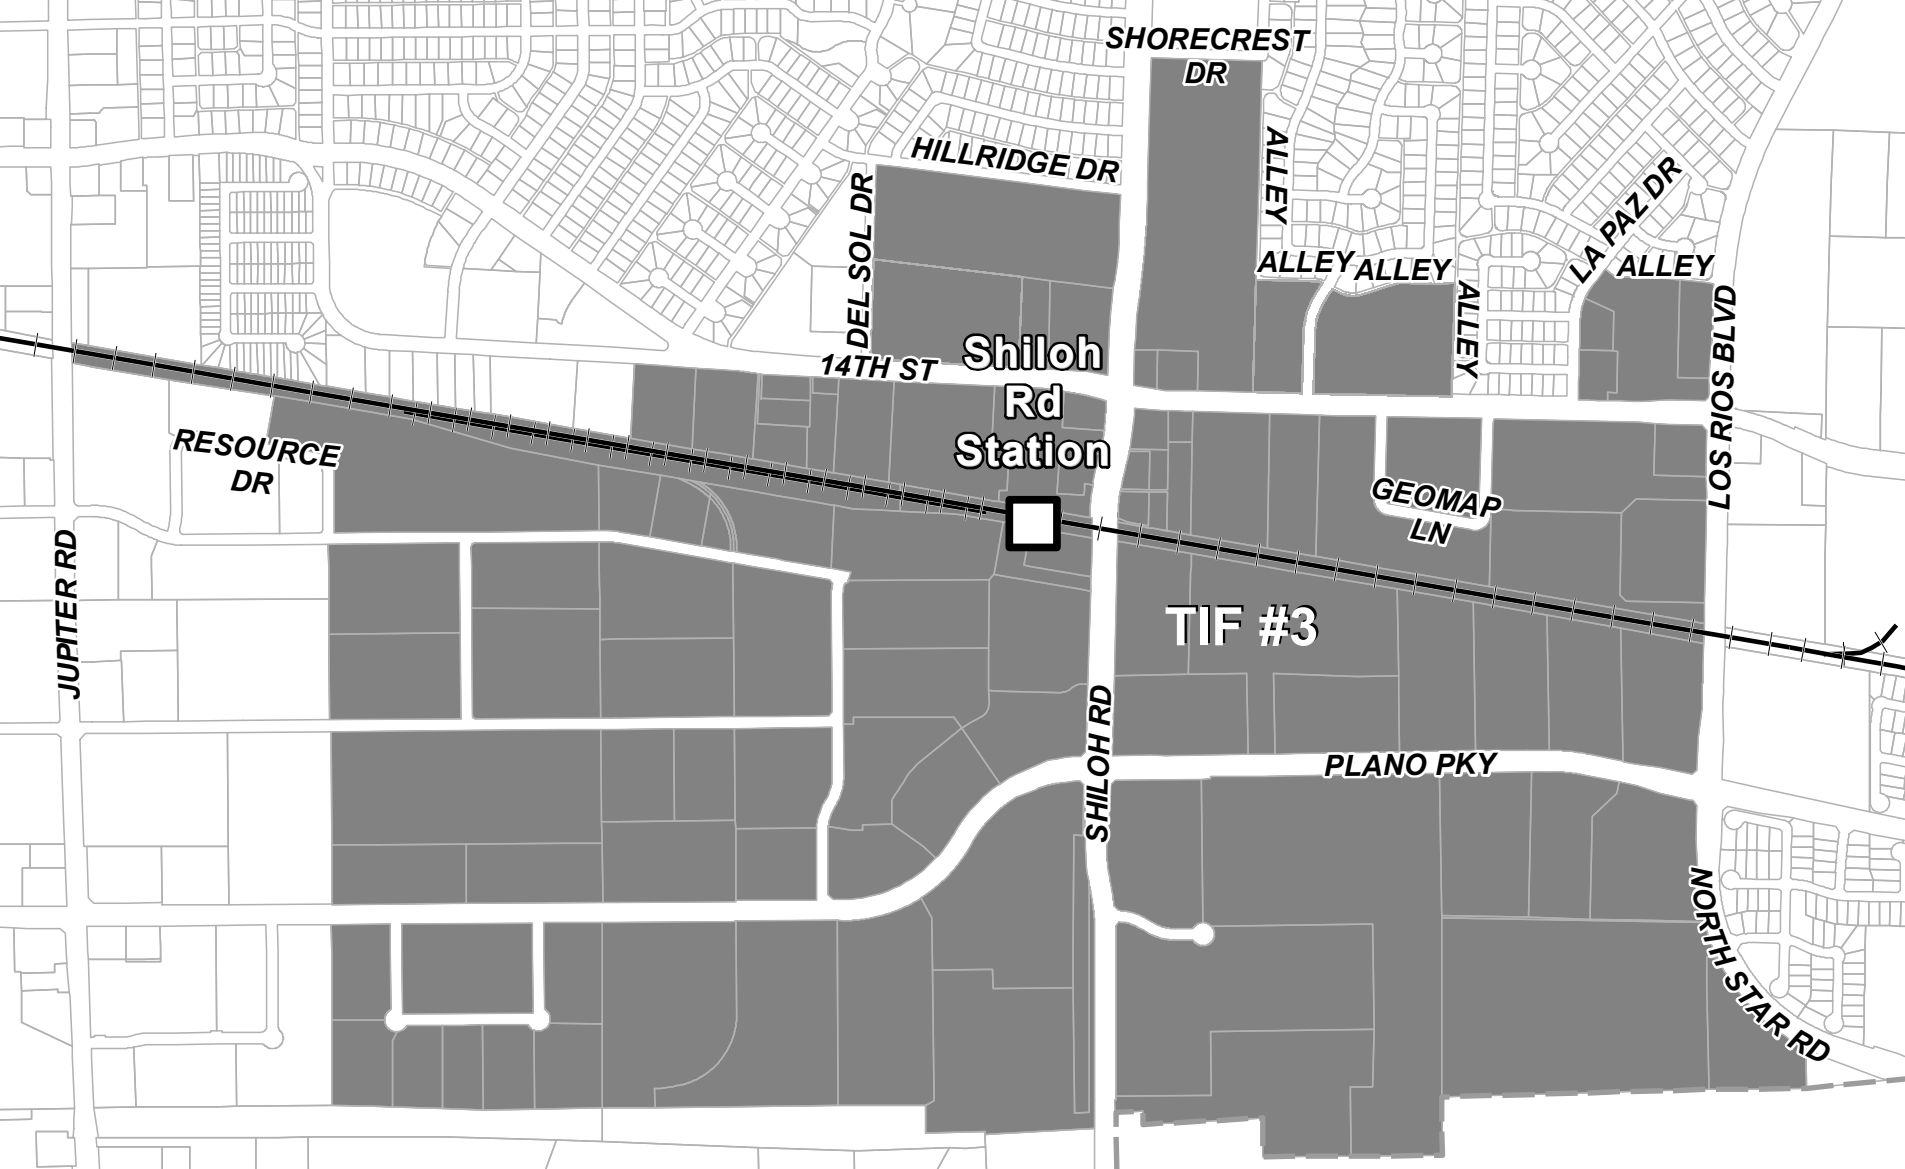 SHORECREST
DR
HILLRIDGE DR
ALLEY
DEL SOL DR
LA PAZ DR
ALLEY
ALLEY
ALLEY
ALLEY
LOS RIOS BLVD
14TH ST
Shiloh
Rd
Station
RESOURCE
DR
GEOMAP
LN
JUPITER RD
TIF #3
SHILOH RD
PLANO PKY
NORTH STAR RD